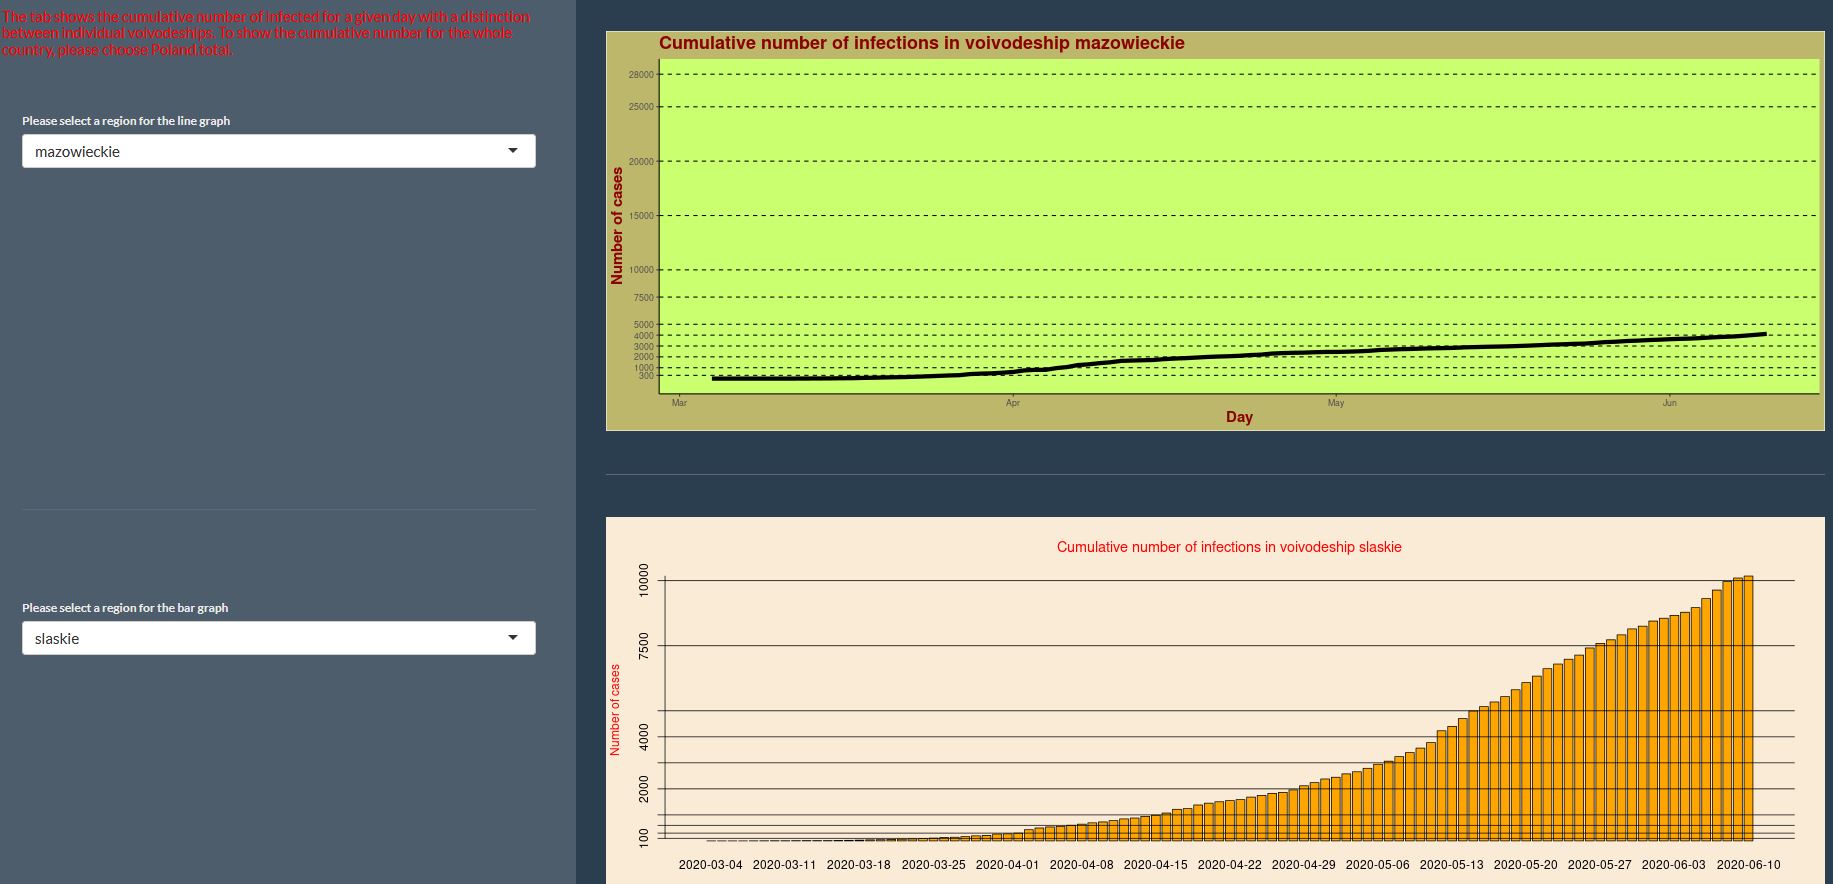 The tab shows the cumulative number of infected for a given day with a distinction
between individual voivodeships. To show the cumulative number for the whole
country, please choose Poland.total.
Please select a region for the line graph
mazowieckie
Cumulative number of infections in voivodeship mazowieckie
Number of cases
28000
25000
20000
15000
10000
7500
5000
4000
3000
2000
1000
300
Mar Apr May Jun
Day
Please select a region for the bar graph
slaskie
Cumulative number of infections in voivodeship slaskie
Number of cases
10000
7500
4000
2000
100
2020-03-04 2020-03-11 2020-03-18 2020-03-25 2020-04-01 2020-04-08 2020-04-15 2020-04-22 2020-04-29 2020-05-06 2020-05-13 2020-05-20 2020-05-27 2020-06-03 2020-06-10